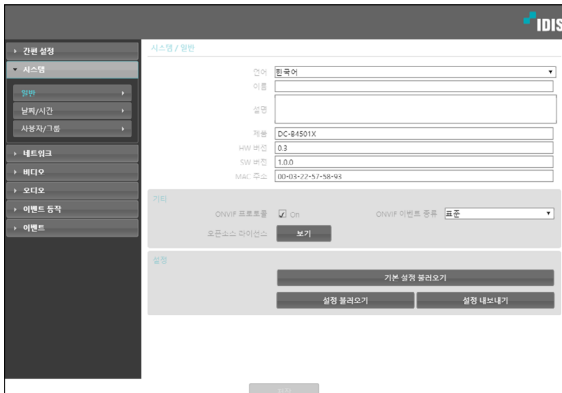 IDIS
간편 설정
시스템
일반
날짜/시간
사용자/그룹
네트워크
비디오
오디오
이벤트 동작
이벤트
시스템 / 일반
언어 한국어
이름
설명
제품 DC-B4501X
HW 버전 0.3
SW 버전 1.0.0
MAC 주소 00-03-22-57-58-93
기타
ONVIF 프로토콜 On ONVIF 이벤트 종류 표준
오픈소스 라이선스 보기
설정
기본 설정 불러오기
설정 불러오기 설정 내보내기